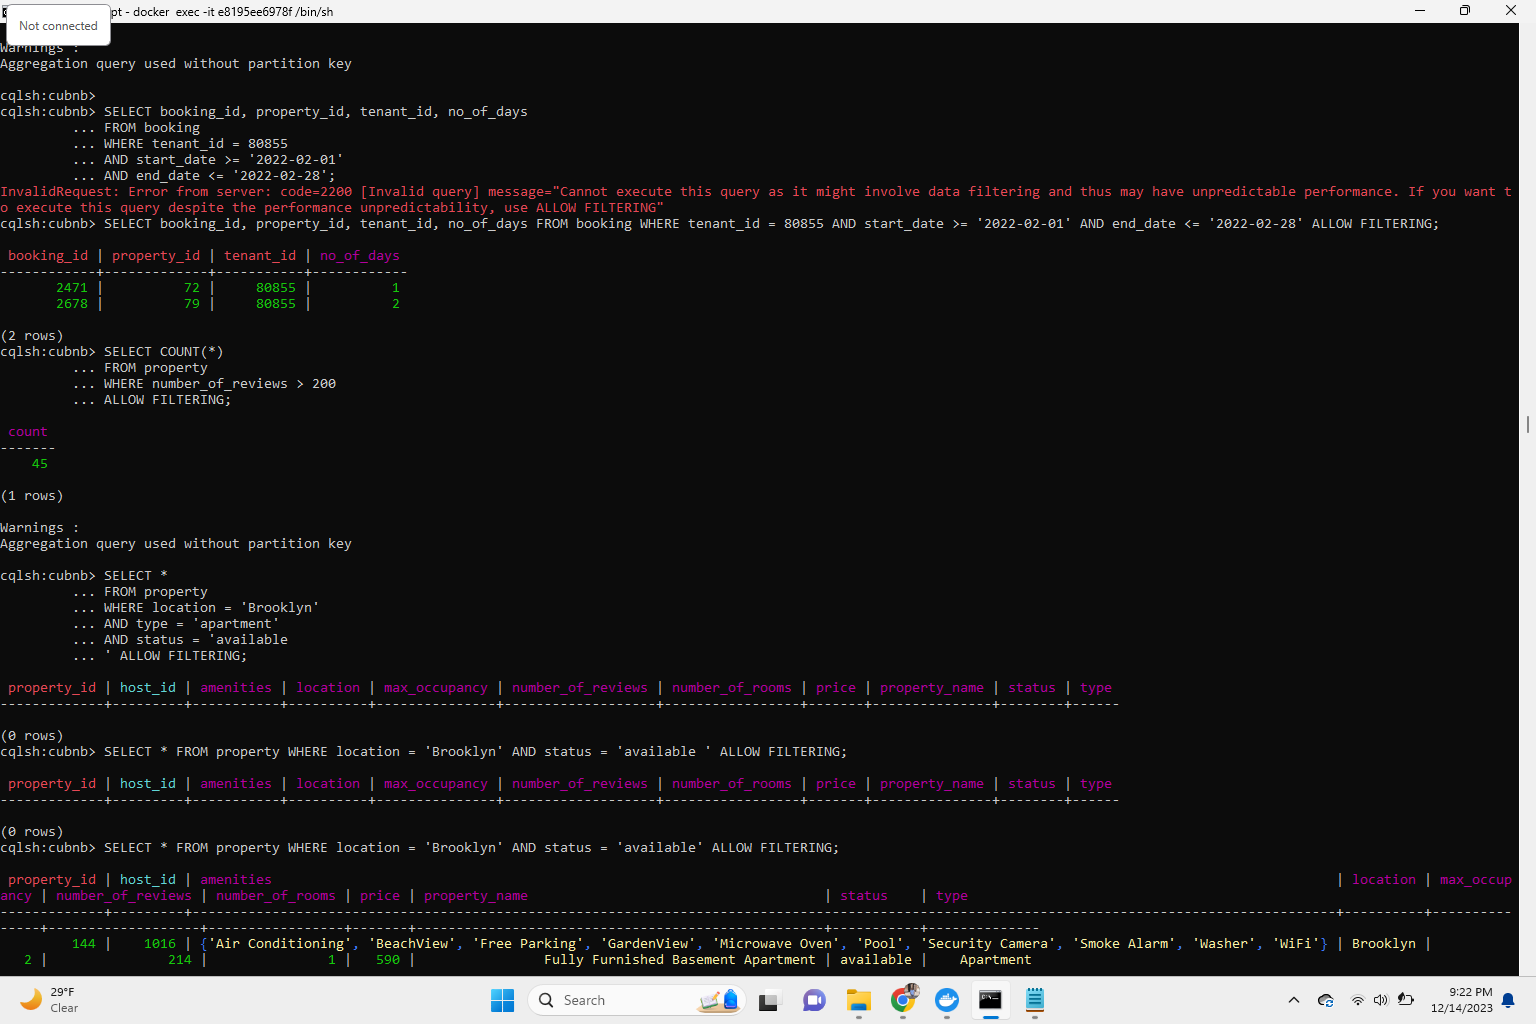 pt - docker  exec -it e8195ee6978f /bin/sh
Not connected
Warnings :
Aggregation query used without partition key
cqlsh:cubnb>
cqlsh:cubnb> SELECT booking_id, property_id, tenant_id, no_of_days
         ... FROM booking
         ... WHERE tenant_id = 80855
         ... AND start_date >= '2022-02-01'
         ... AND end_date <= '2022-02-28';
InvalidRequest: Error from server: code=2200 [Invalid query] message="Cannot execute this query as it might involve data filtering and thus may have unpredictable performance. If you want t
o execute this query despite the performance unpredictability, use ALLOW FILTERING"
cqlsh:cubnb> SELECT booking_id, property_id, tenant_id, no_of_days FROM booking WHERE tenant_id = 80855 AND start_date >= '2022-02-01' AND end_date <= '2022-02-28' ALLOW FILTERING;
 booking_id | property_id | tenant_id | no_of_days
------------+-------------+-----------+------------
       2471 |          72 |     80855 |          1
       2678 |          79 |     80855 |          2
(2 rows)
cqlsh:cubnb> SELECT COUNT(*)
         ... FROM property
         ... WHERE number_of_reviews > 200
         ... ALLOW FILTERING;
 count
-------
    45
(1 rows)
Warnings :
Aggregation query used without partition key
cqlsh:cubnb> SELECT *
         ... FROM property
         ... WHERE location = 'Brooklyn'
         ... AND type = 'apartment'
         ... AND status = 'available
         ... ' ALLOW FILTERING;
 property_id | host_id | amenities | location | max_occupancy | number_of_reviews | number_of_rooms | price | property_name | status | type
-------------+---------+-----------+----------+---------------+-------------------+-----------------+-------+---------------+--------+------
(0 rows)
cqlsh:cubnb> SELECT * FROM property WHERE location = 'Brooklyn' AND status = 'available ' ALLOW FILTERING;
 property_id | host_id | amenities | location | max_occupancy | number_of_reviews | number_of_rooms | price | property_name | status | type
-------------+---------+-----------+----------+---------------+-------------------+-----------------+-------+---------------+--------+------
(0 rows)
cqlsh:cubnb> SELECT * FROM property WHERE location = 'Brooklyn' AND status = 'available' ALLOW FILTERING;
 property_id | host_id | amenities | location | max_occup
ancy | number_of_reviews | number_of_rooms | price | property_name | status | type
144 | 1016 | {'Air Conditioning', 'BeachView', 'Free Parking', 'GardenView', 'Microwave Oven', 'Pool', 'Security Camera', 'Smoke Alarm', 'Washer', 'WiFi'} | Brooklyn |
2 | 214 | 1 | 590 | Fully Furnished Basement Apartment | available | Apartment
29°F
Clear
Search
9:22 PM
12/14/2023